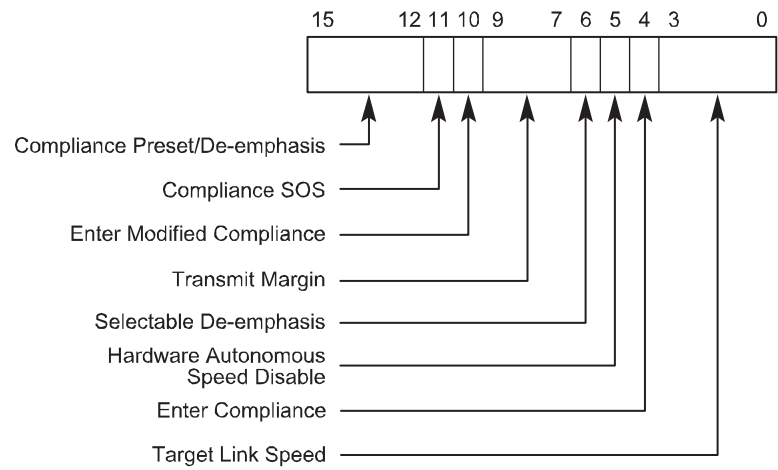 15 12 11 10 9 7 6 5 4 3 0
Compliance Preset/De-emphasis
Compliance SOS
Enter Modified Compliance
Transmit Margin
Selectable De-emphasis
Hardware Autonomous
Speed Disable
Enter Compliance
Target Link Speed